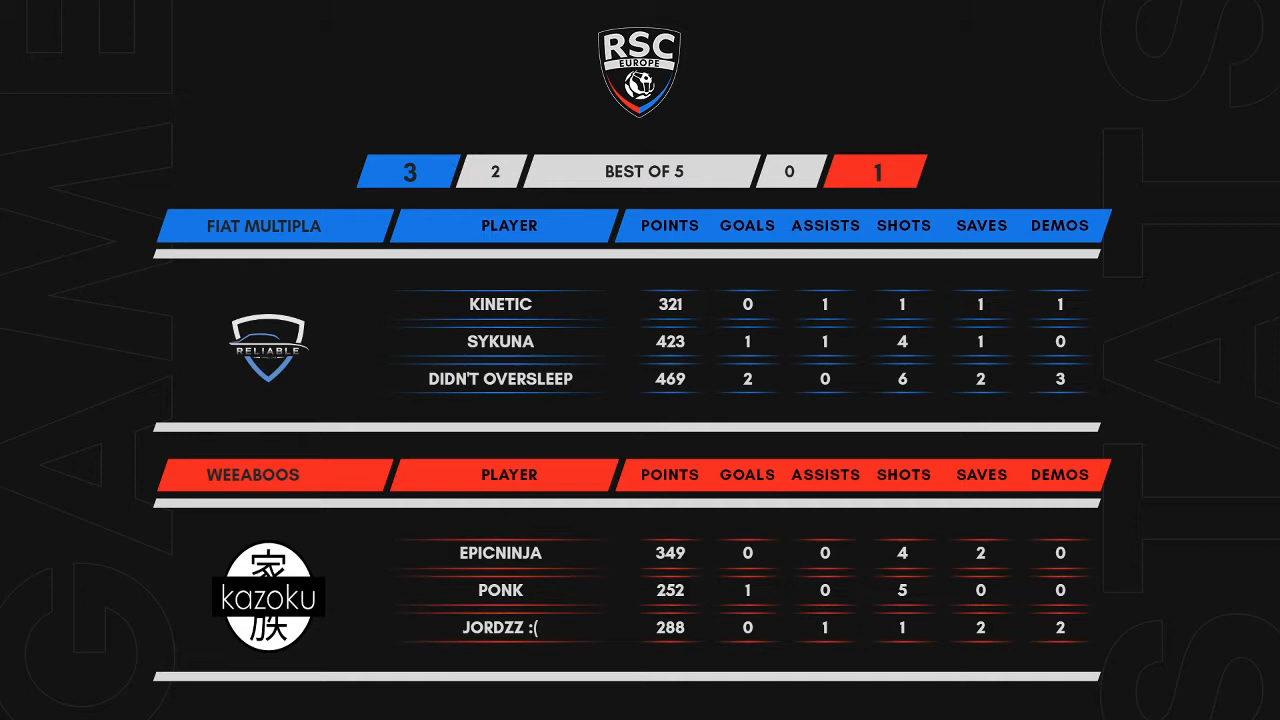 RSC
EUROPE
3 2 BEST OF 5 0 1
FIAT MULTIPLA PLAYER POINTS GOALS ASSISTS SHOTS SAVES DEMOS
KINETIC 321 0 1 1 1 1
SYKUNA 423 1 1 4 1 0
RELIABLE
DIDN'T OVERSLEEP 469 2 0 6 2 3
WEEABOOS PLAYER POINTS GOALS ASSISTS SHOTS SAVES DEMOS
EPICNINJA 349 0 0 4 2 0
家
kazoku
族
PONK 252 1 0 5 0 0
JORDZZ :( 288 0 1 1 2 2
GAME
STATS